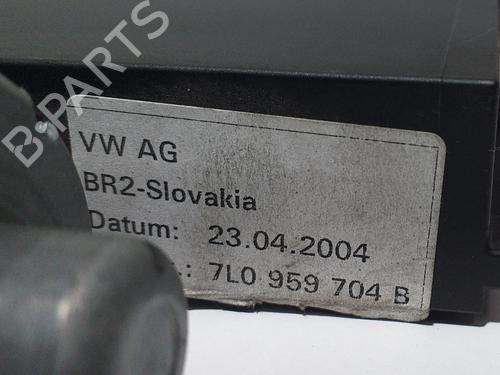 B-PARTS
VW AG
BR2-Slovakia
Datum: 23.04.2004
.: 7L0 959 704 B